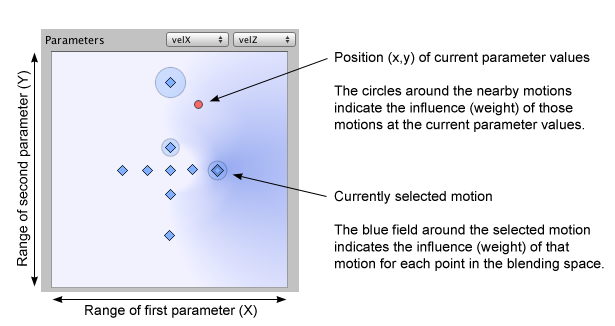 Parameters
velX
velZ
Position (x,y) of current parameter values
The circles around the nearby motions
indicate the influence (weight) of those
motions at the current parameter values.
Range of second parameter (Y)
Currently selected motion
The blue field around the selected motion
indicates the influence (weight) of that
motion for each point in the blending space.
Range of first parameter (X)